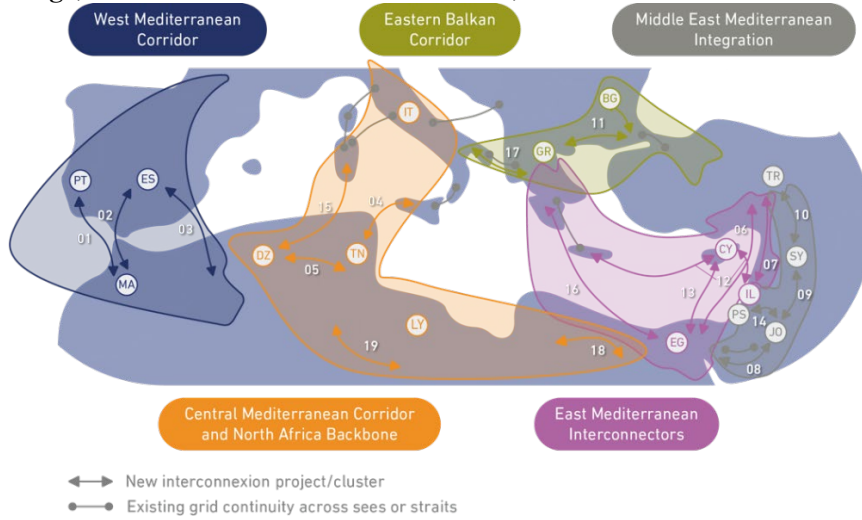 West Mediterranean
Corridor
Eastern Balkan
Corridor
Middle East Mediterranean
Integration
IT
BG
11
17
GR
PT
ES
TR
02
01
03
15
04
06
10
CY
SY
DZ
TN
05
07
12
13
IL
09
MA
16
PS
14
JO
LY
EG
19
18
08
Central Mediterranean Corridor
and North Africa Backbone
East Mediterranean
Interconnectors
New interconnexion project/cluster
Existing grid continuity across sees or straits